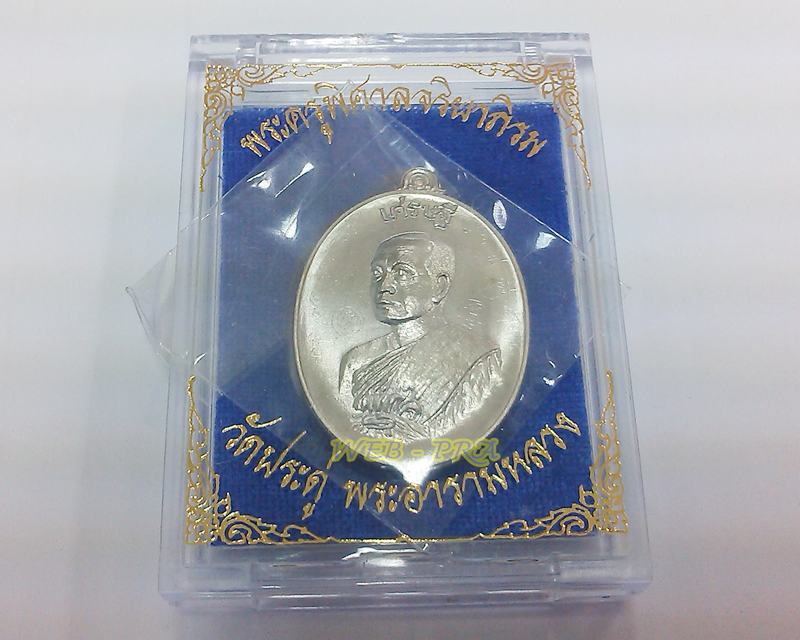 พระครูพิศาลจริยาภิรม
เศรษฐี
WEB - PRA
วัดประดู่ พระอารามหลวง